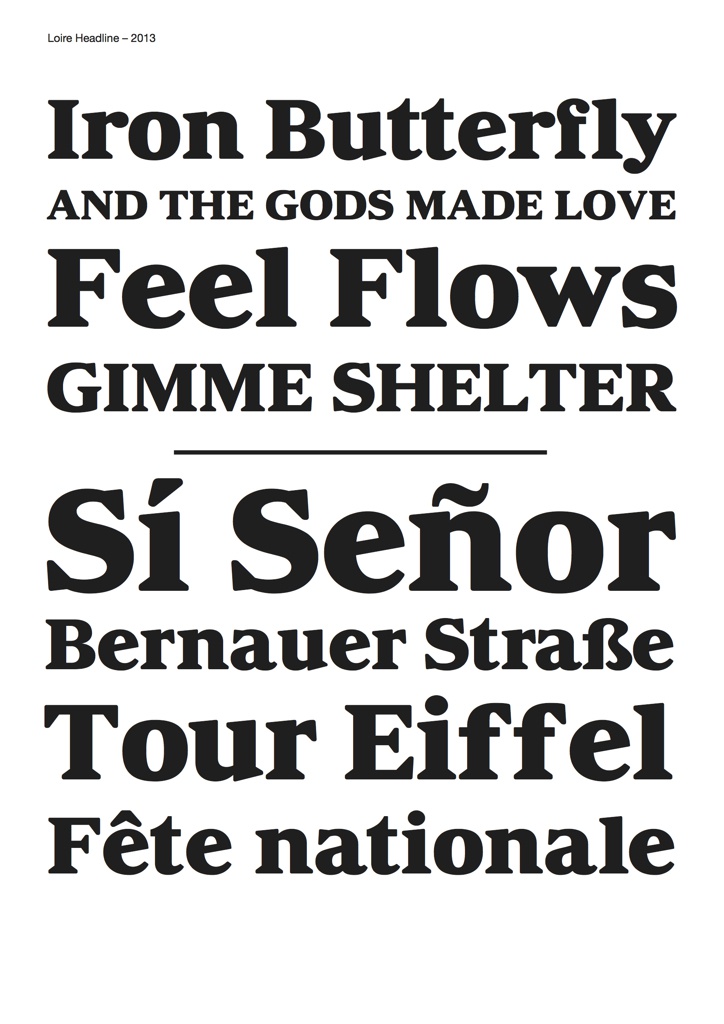 Loire Headline – 2013
Iron Butterfly
AND THE GODS MADE LOVE
Feel Flows
GIMME SHELTER
Sí Señor
Bernauer Straße
Tour Eiffel
Fête nationale